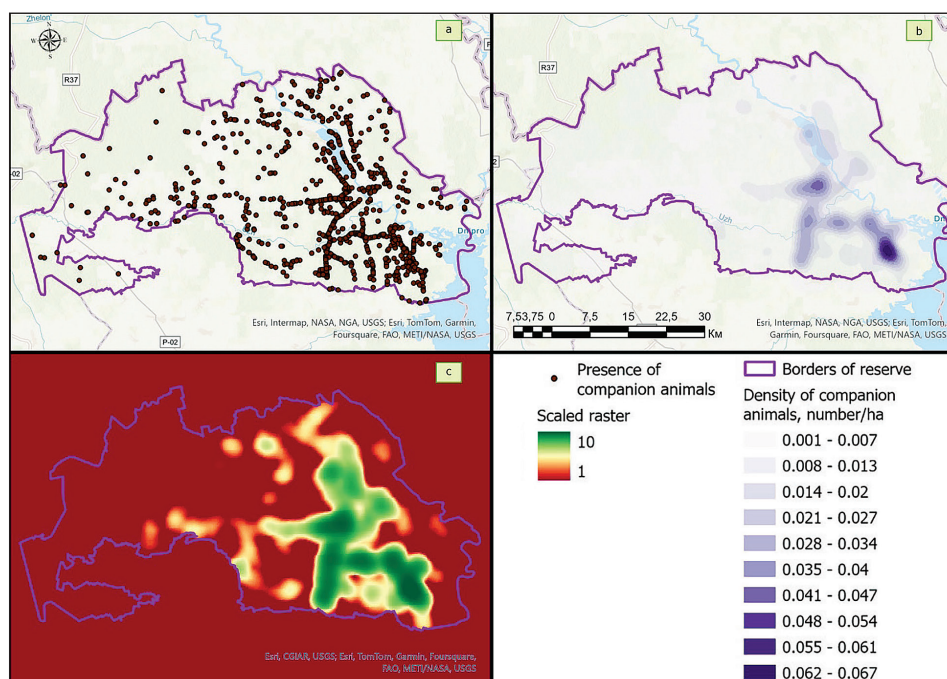 Zhelon
a
N
W E
S
R37
-02
Dnipro
Esri, Intermap, NASA, NGA, USGS; Esri, TomTom, Garmin,
Foursquare, FAO, METI/NASA, USGS
P-02
b
R37
Uzh
7,53,75 0 7,5 15 22,5 30
Км
Esri, Intermap, NASA, NGA, USGS; Esri, TomTom,
Garmin, Foursquare, FAO, METI/NASA, USGS
c
Esri, CGIAR, USGS; Esri, TomTom, Garmin, Foursquare,
FAO, METI/NASA, USGS
Presence of
companion animals
Scaled raster
10
1
Borders of reserve
Density of companion
animals, number/ha
0.001 - 0.007
0.008 - 0.013
0.014 - 0.02
0.021 - 0.027
0.028 - 0.034
0.035 - 0.04
0.041 - 0.047
0.048 - 0.054
0.055 - 0.061
0.062 - 0.067